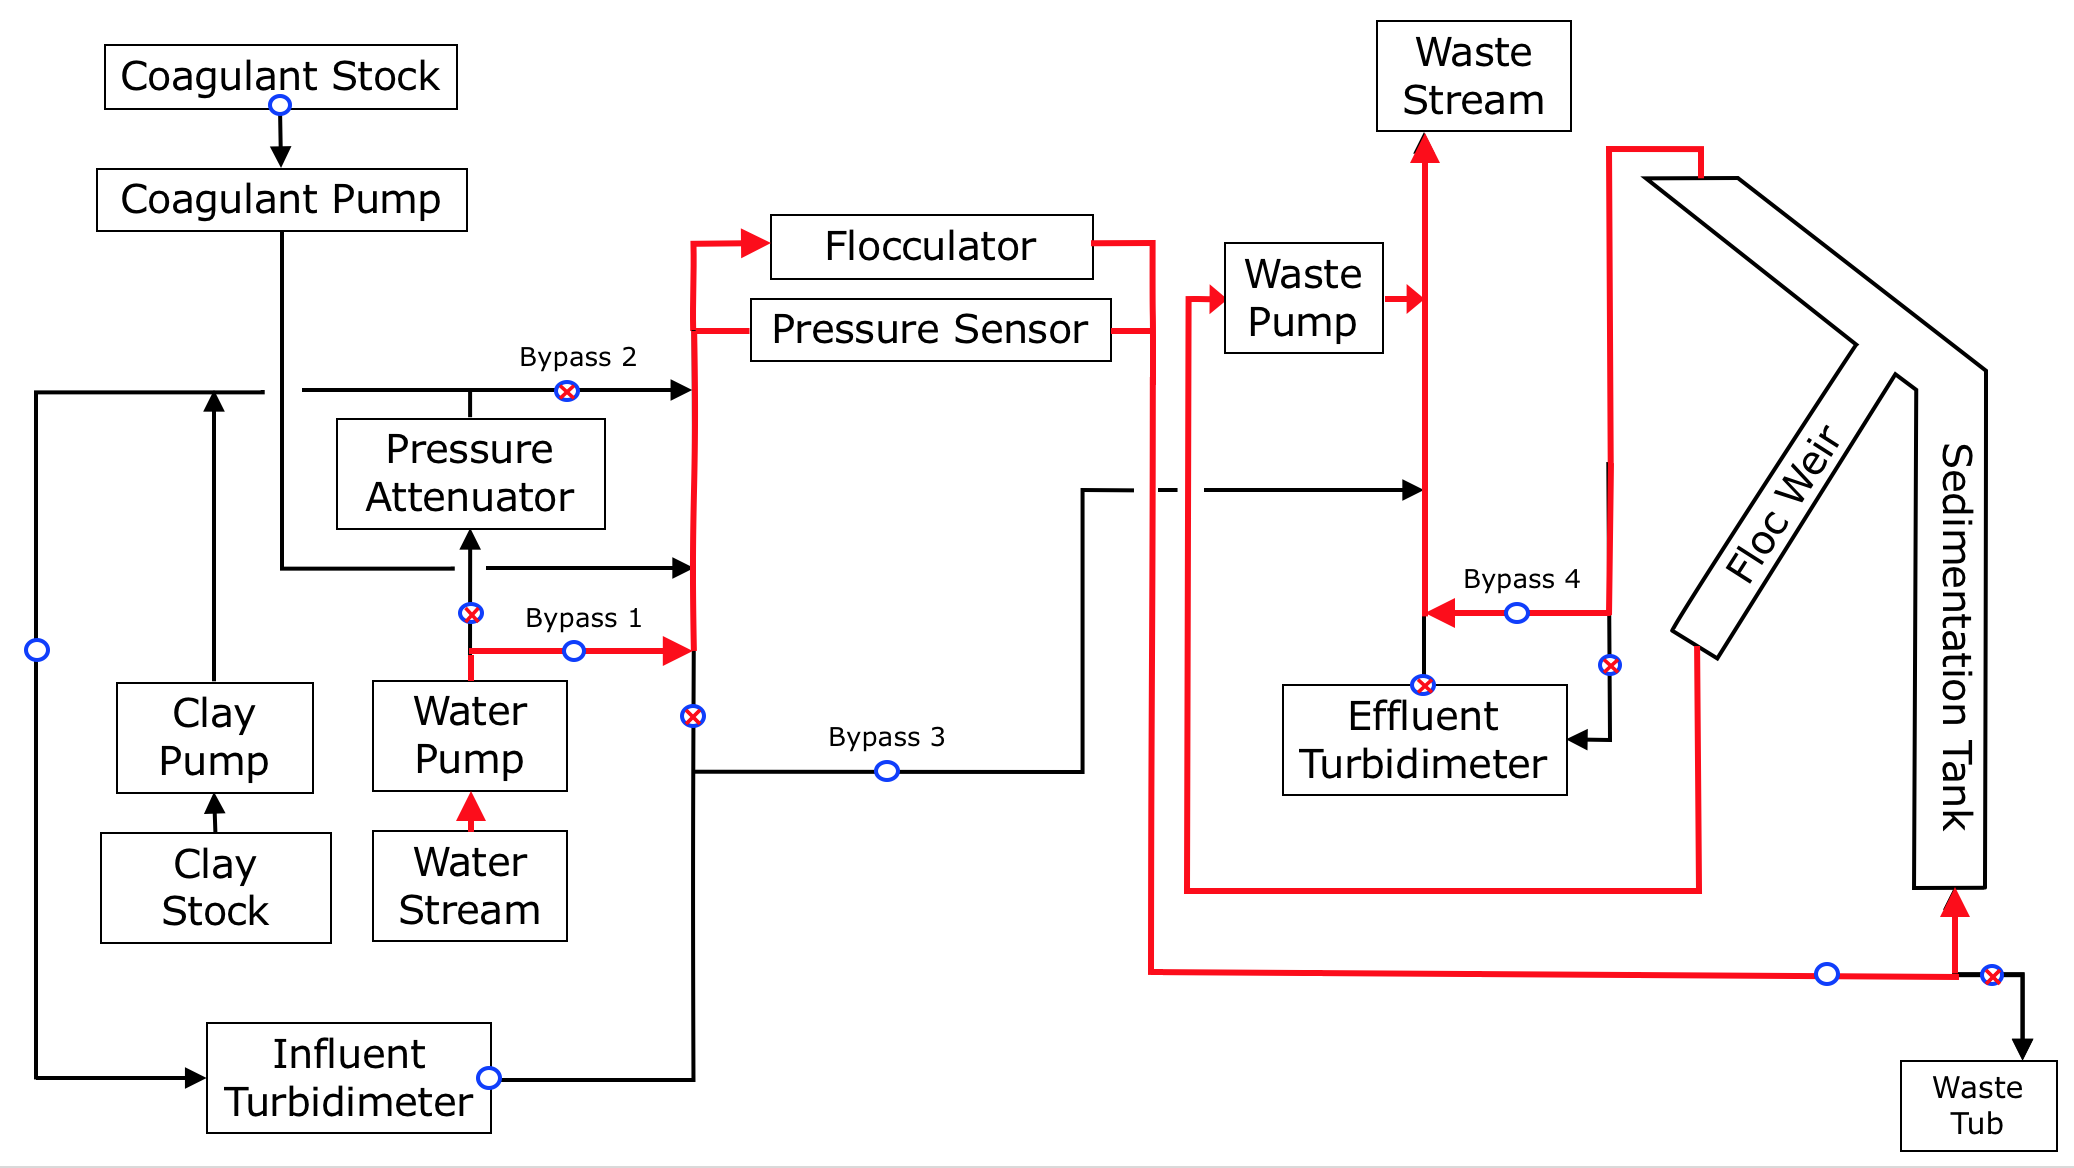 Coagulant Stock
Coagulant Pump
Waste
Stream
Flocculator
Pressure Sensor
Waste
Pump
Bypass 2
Pressure
Attenuator
Bypass 1
Bypass 4
Floc Weir
Sedimentation Tank
Clay
Pump
Water
Pump
Bypass 3
Effluent
Turbidimeter
Clay
Stock
Water
Stream
Influent
Turbidimeter
Waste
Tub